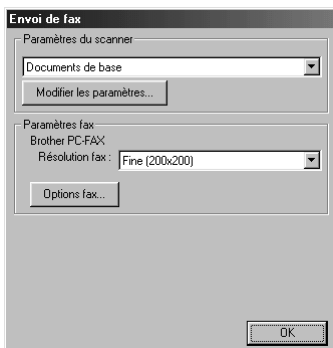 Envoi de fax
Paramètres du scanner
Documents de base
Modifier les paramètres...
Paramètres fax
Brother PC-FAX
Résolution fax : Fine (200x200)
Options fax...
OK